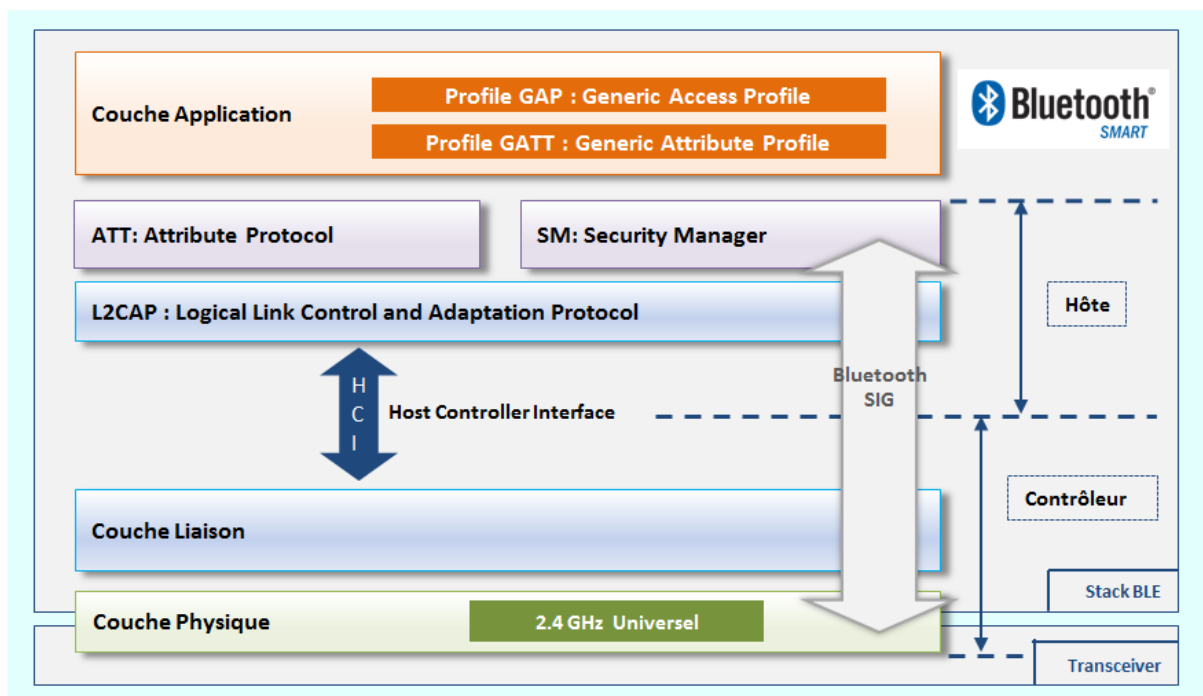 Couche Application
Profile GAP : Generic Access Profile
Profile GATT : Generic Attribute Profile
Bluetooth®
SMART
ATT: Attribute Protocol
SM: Security Manager
L2CAP : Logical Link Control and Adaptation Protocol
Hôte
Bluetooth
SIG
H
C
I
Host Controller Interface
Contrôleur
Couche Liaison
Stack BLE
Couche Physique
2.4 GHz Universel
Transceiver